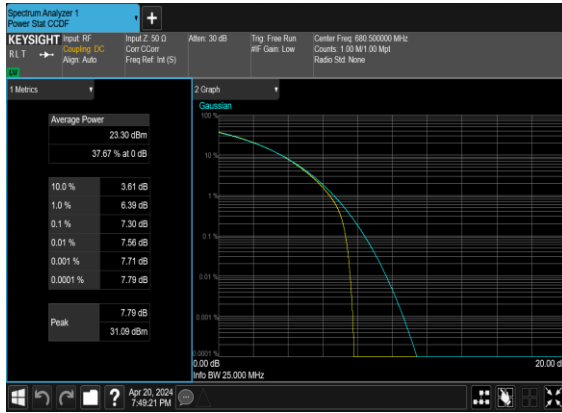 Spectrum Analyzer 1
Power Stat CCDF
+
KEYSIGHT
RLT
Input: RF
Coupling: DC
Align: Auto
Input Z: 50 Ω
Corr CCorr
Freq Ref: Int (S)
Atten: 30 dB
Trig: Free Run
#IF Gain: Low
Center Freq: 680.500000 MHz
Counts: 1.00 M/1.00 Mpt
Radio Std: None
1 Metrics
Average Power
23.30 dBm
37.67 % at 0 dB
10.0 % 3.61 dB
1.0 % 6.39 dB
0.1 % 7.30 dB
0.01 % 7.56 dB
0.001 % 7.71 dB
0.0001 % 7.79 dB
Peak
7.79 dB
31.09 dBm
2 Graph
Gaussian
100 %
10 %
1 %
0.1 %
0.01 %
0.001 %
0.0001 %
0.00 dB
20.00 dB
Info BW 25.000 MHz
?
Apr 20, 2024
7:49:21 PM